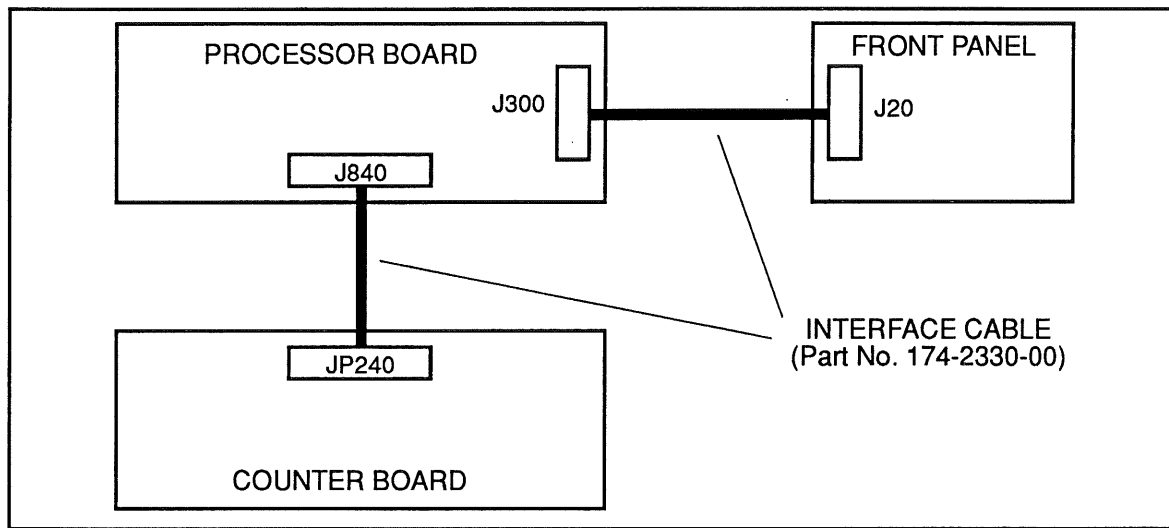 PROCESSOR BOARD
FRONT PANEL
J300
J20
J840
INTERFACE CABLE
(Part No. 174-2330-00)
JP240
COUNTER BOARD